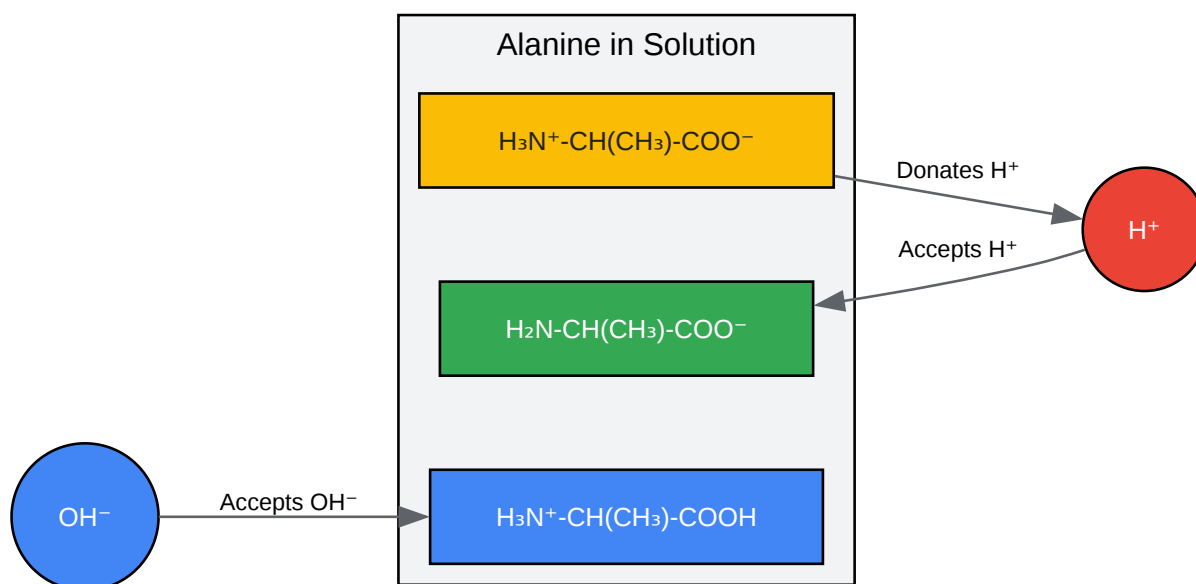 Alanine in Solution
H₃N⁺-CH(CH₃)-COO⁻
Donates H⁺
H⁺
Accepts H⁺
H₂N-CH(CH₃)-COO⁻
OH⁻
Accepts OH⁻
H₃N⁺-CH(CH₃)-COOH